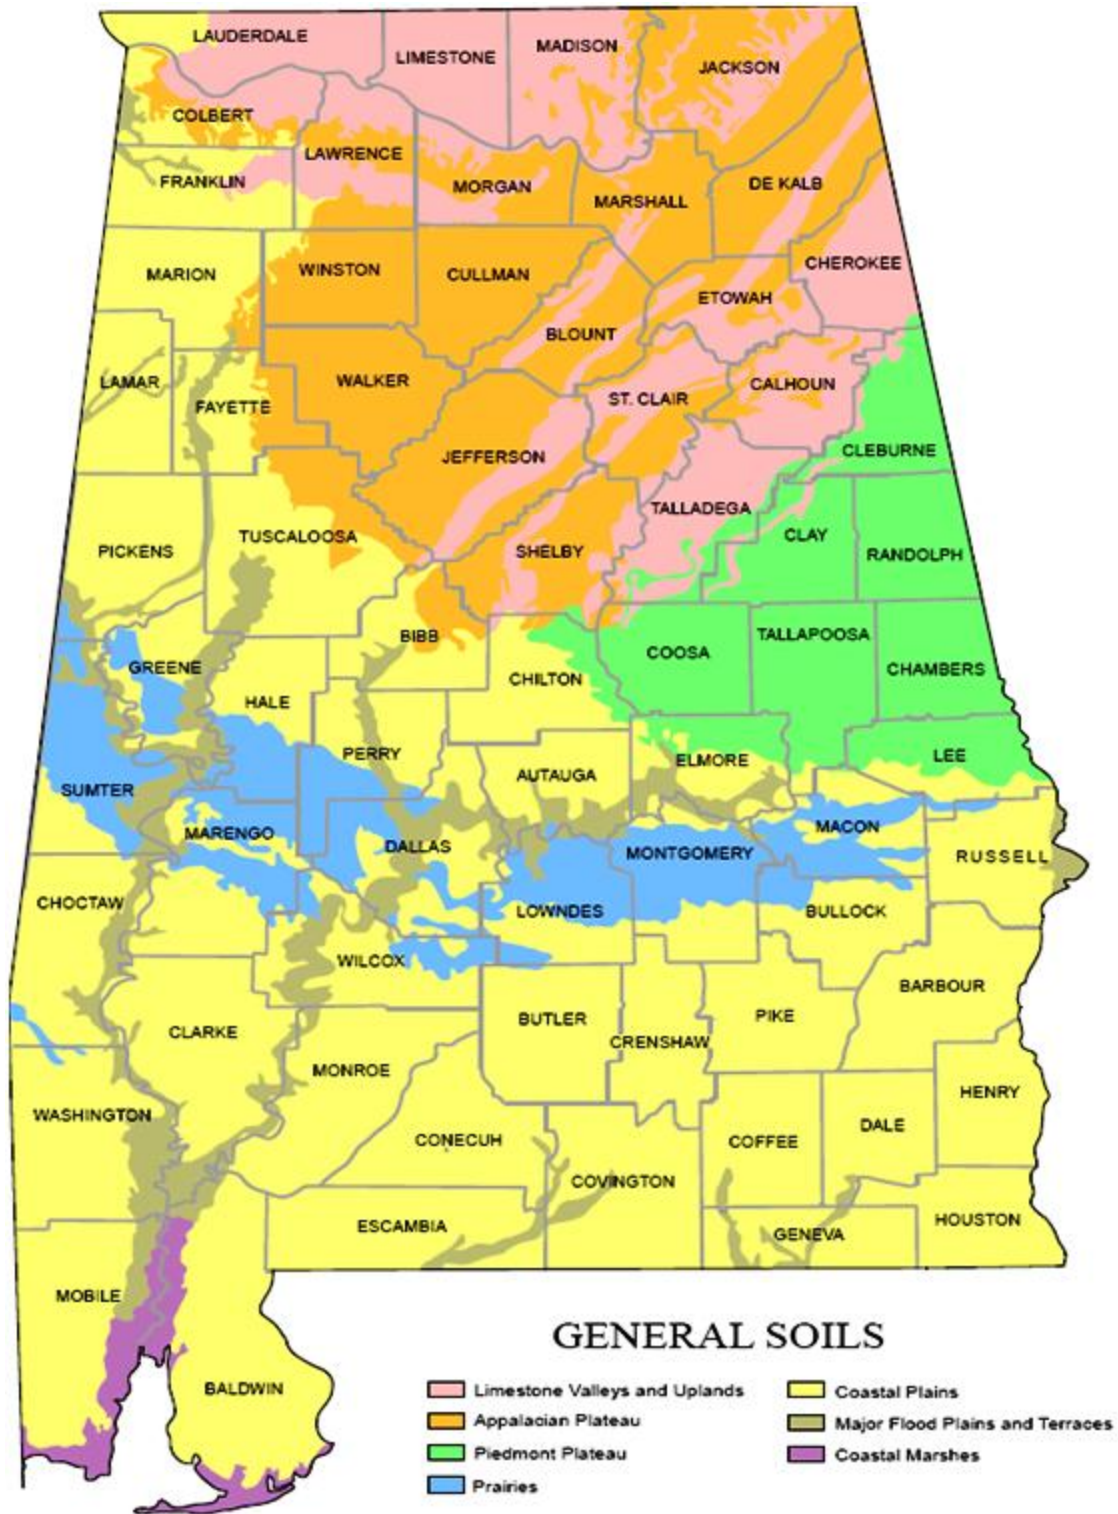 LAUDERDALE
LIMESTONE
MADISON
JACKSON
COLBERT
LAWRENCE
FRANKLIN
MORGAN
MARSHALL
DE KALB
MARION
WINSTON
CULLMAN
CHEROKEE
ETOWAH
BLOUNT
LAMAR
FAYETTE
WALKER
ST. CLAIR
CALHOUN
JEFFERSON
CLEBURNE
TALLADEGA
PICKENS
TUSCALOOSA
SHELBY
CLAY
RANDOLPH
GREENE
BIBB
COOSA
TALLAPOOSA
CHAMBERS
HALE
CHILTON
PERRY
AUTAUGA
ELMORE
LEE
SUMTER
MARENGO
DALLAS
MONTGOMERY
MACON
RUSSELL
CHOCTAW
LOWNDES
BULLOCK
WILCOX
BARBOUR
CLARKE
BUTLER
CRENSHAW
PIKE
MONROE
HENRY
WASHINGTON
CONECUH
COFFEE
DALE
COVINGTON
ESCAMBIA
GENEVA
HOUSTON
MOBILE
BALDWIN
GENERAL SOILS
Limestone Valleys and Uplands
Appalacian Plateau
Piedmont Plateau
Prairies
Coastal Plains
Major Flood Plains and Terraces
Coastal Marshes